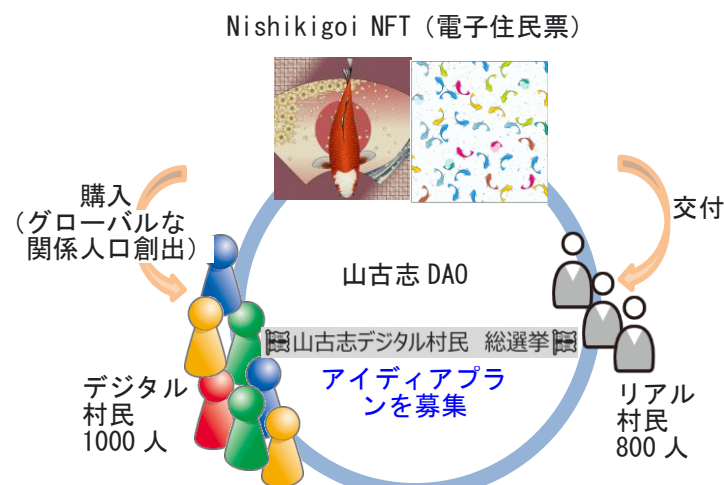 Nishikigoi NFT（電子住民票）
購入
（グローバルな
関係人口創出）
交付
山古志 DAO
山古志デジタル村民　総選挙
アイディアプラ
ンを募集
デジタル
村民
1000 人
リアル
村民
800 人